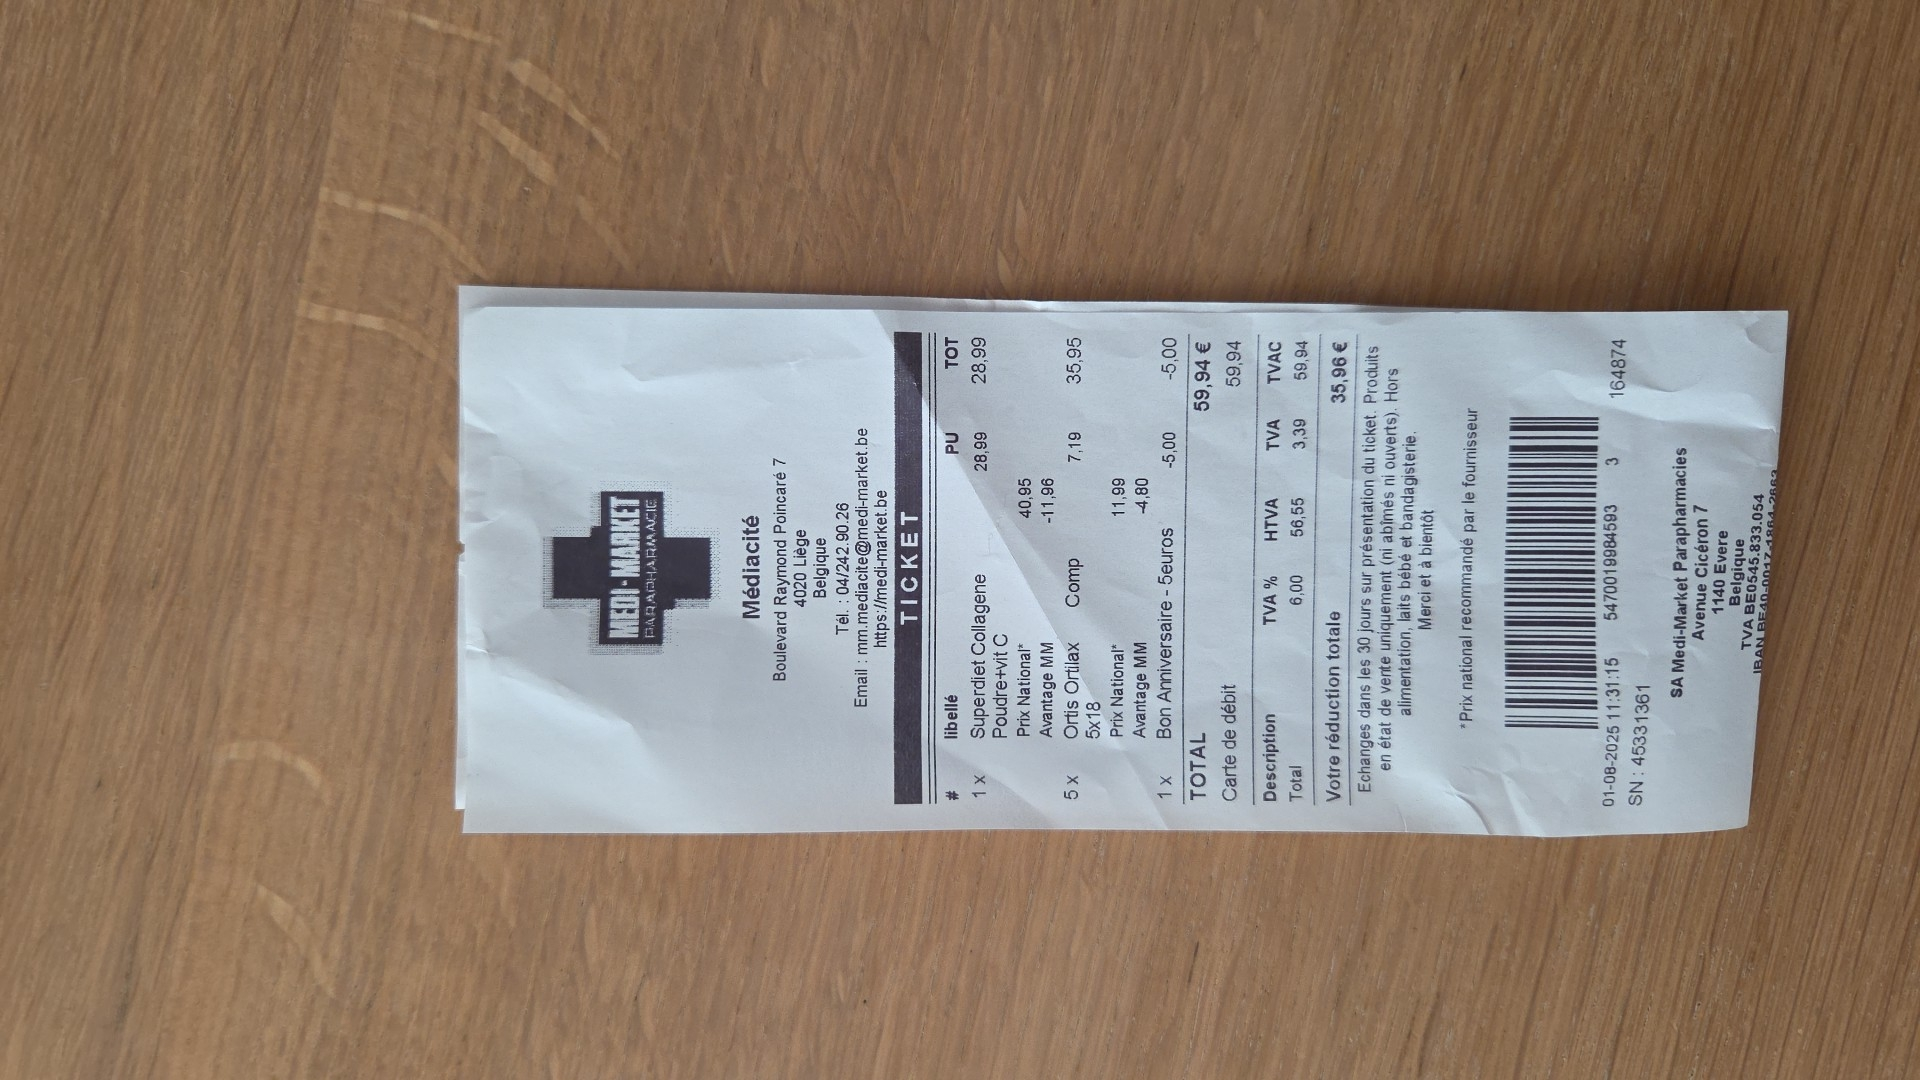 MEDI-MARKET
PARAPHARMACIE
Médiacité
Boulevard Raymond Poincaré 7
4020 Liège
Belgique
Tél. : 04/242.90.26
Email : mm.mediacite@medi-market.be
https://medi-market.be
TICKET
# libellé PU TOT
1 x Superdiet Collagene 28,99 28,99
Poudre+vit C
Prix National* 40,95
Avantage MM -11,96
5 x Ortis Ortilax Comp 7,19 35,95
5x18
Prix National* 11,99
Avantage MM -4,80
1 x Bon Anniversaire - 5euros -5,00 -5,00
TOTAL 59,94 €
Carte de débit 59,94
Description TVA % HTVA TVA TVAC
Total 6,00 56,55 3,39 59,94
Votre réduction totale 35,96 €
Echanges dans les 30 jours sur présentation du ticket. Produits
en état de vente uniquement (ni abîmés ni ouverts). Hors
alimentation, laits bébé et bandagisterie.
Merci et à bientôt
*Prix national recommandé par le fournisseur
01-08-2025 11:31:15 5470019984593 3 164874
SN : 45331361
SA Medi-Market Parapharmacies
Avenue Cicéron 7
1140 Evere
Belgique
TVA BE0545.833.054
IBAN BE40-0017-1864-2663